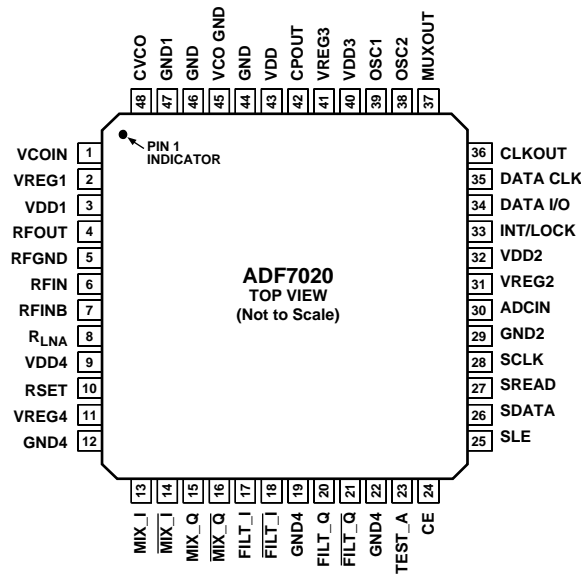 CVCO
GND1
GND
VCO GND
GND
VDD
CPOUT
VREG3
VDD3
OSC1
OSC2
MUXOUT
48
47
46
45
44
43
42
41
40
39
38
37
PIN 1
INDICATOR
VCOIN 1
VREG1 2
VDD1 3
RFOUT 4
RFGND 5
RFIN 6
RFINB 7
RLNA 8
VDD4 9
RSET 10
VREG4 11
GND4 12
ADF7020
TOP VIEW
(Not to Scale)
36 CLKOUT
35 DATA CLK
34 DATA I/O
33 INT/LOCK
32 VDD2
31 VREG2
30 ADCIN
29 GND2
28 SCLK
27 SREAD
26 SDATA
25 SLE
13
14
15
16
17
18
19
20
21
22
23
24
MIX_I
MIX_I
MIX_Q
MIX_Q
FILT_I
FILT_I
GND4
FILT_Q
FILT_Q
GND4
TEST_A
CE